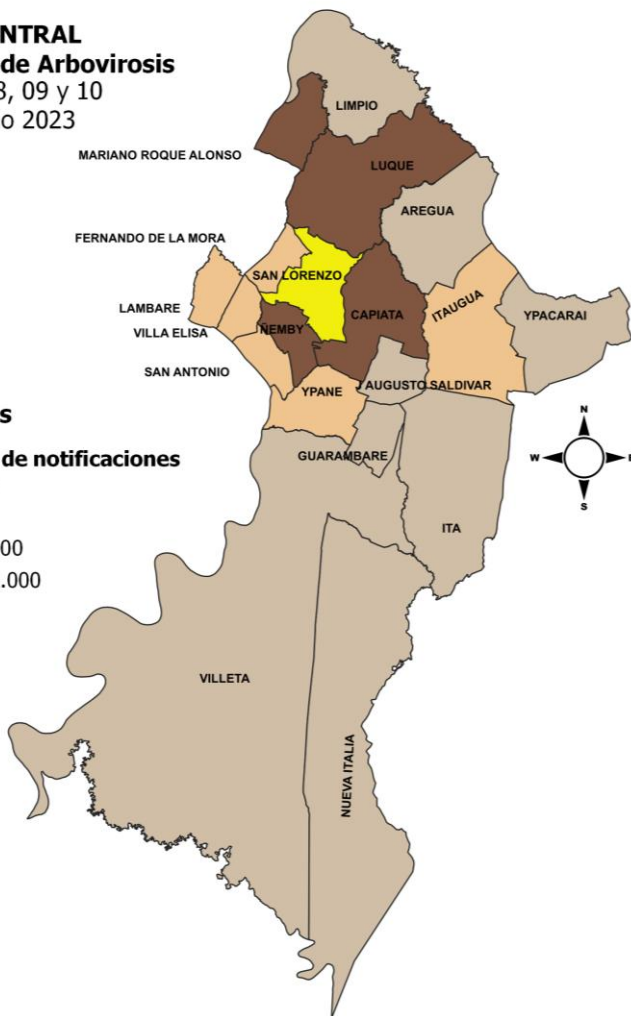 NTRAL
de Arbovirosis
, 09 y 10
o 2023
LIMPIO
MARIANO ROQUE ALONSO
LUQUE
AREGUA
FERNANDO DE LA MORA
SAN LORENZO
ITAUGUA
LAMBARE
CAPIATA
YPACARAI
ÑEMBY
VILLA ELISA
SAN ANTONIO
YPANE
J AUGUSTO SALDIVAR
s
de notificaciones
GUARAMBARE
N
W
S
ITA
00
.000
VILLETA
NUEVA ITALIA